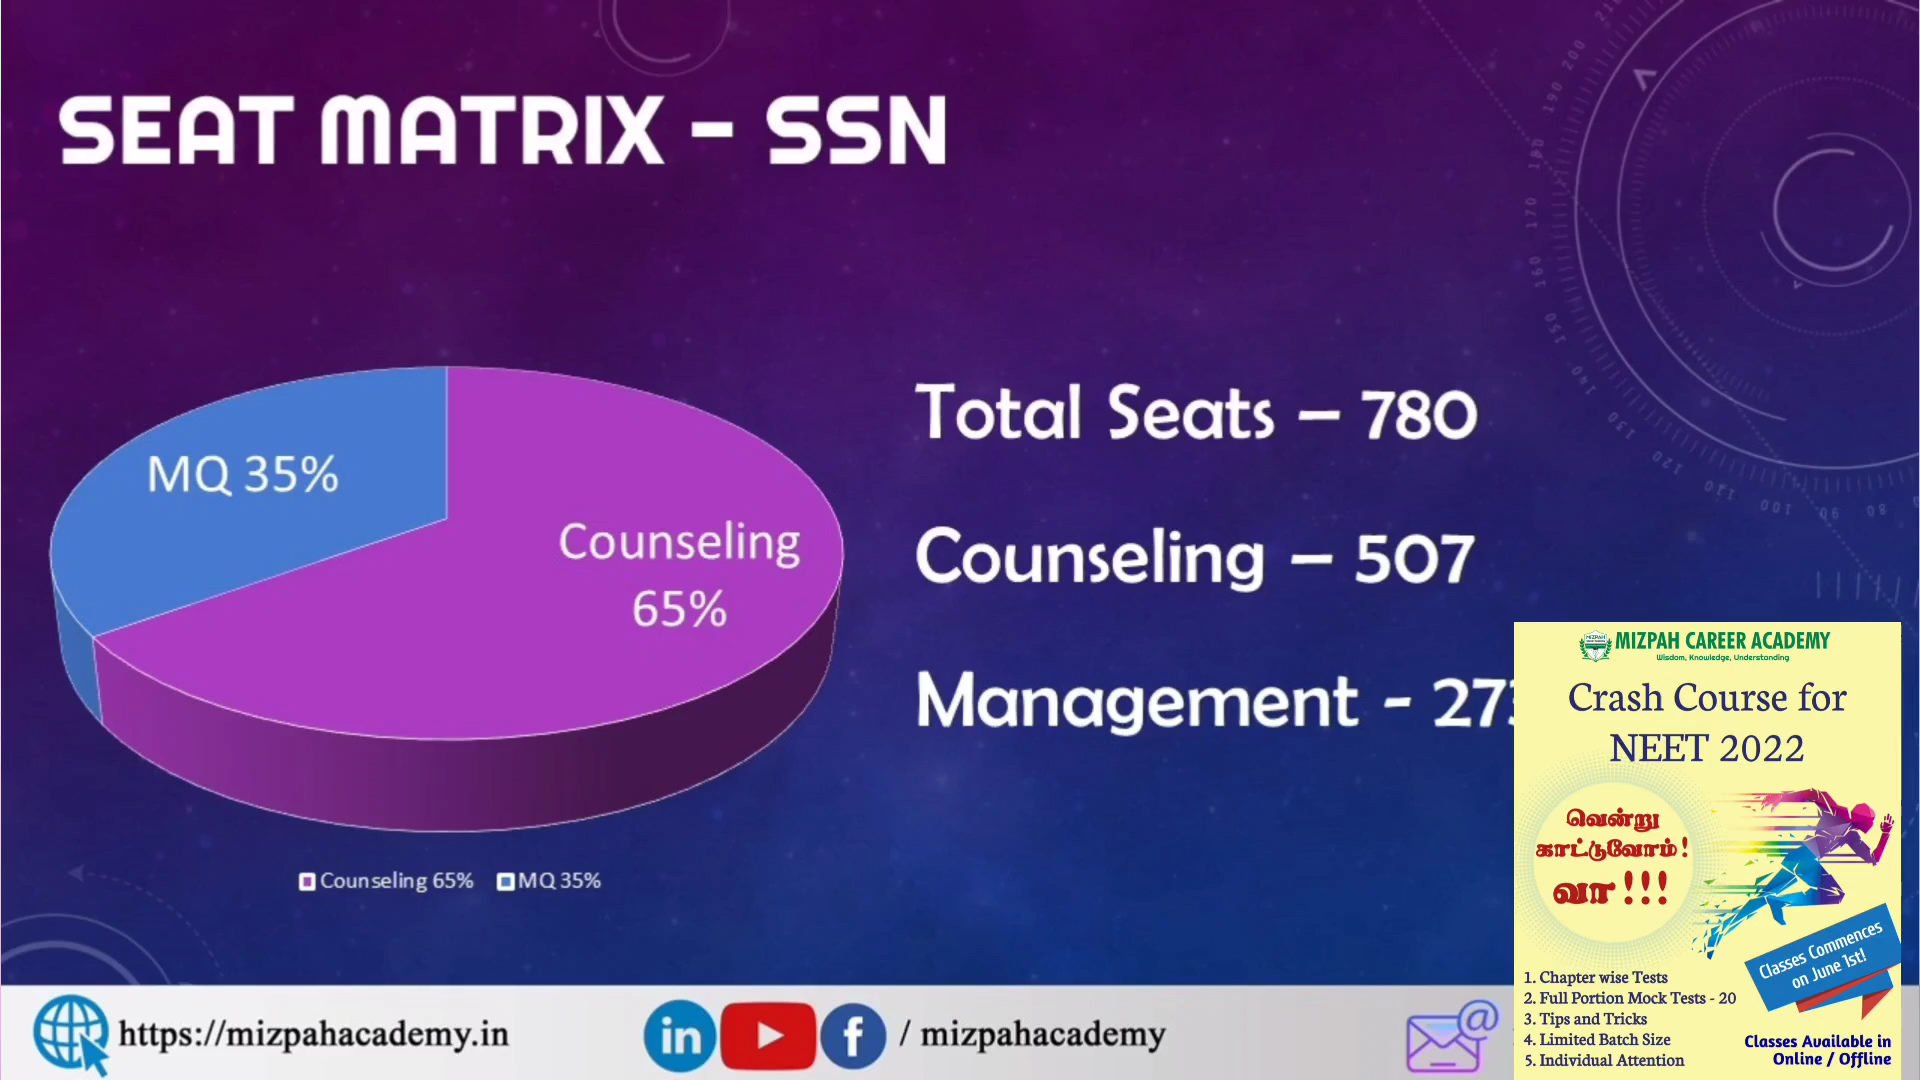 SEAT MATRIX - SSN
MQ 35%
Counseling
65%
Counseling 65% MQ 35%
Total Seats – 780
Counseling – 507
Management - 273
MIZPAH CAREER ACADEMY
Wisdom, Knowledge, Understanding
Crash Course for
NEET 2022
வென்று
காட்டுவோம்!
வா!!!
Classes Commences
on June 1st!
1. Chapter wise Tests
2. Full Portion Mock Tests - 20
3. Tips and Tricks
4. Limited Batch Size
5. Individual Attention
Classes Available in
Online / Offline
https://mizpahacademy.in
/ mizpahacademy